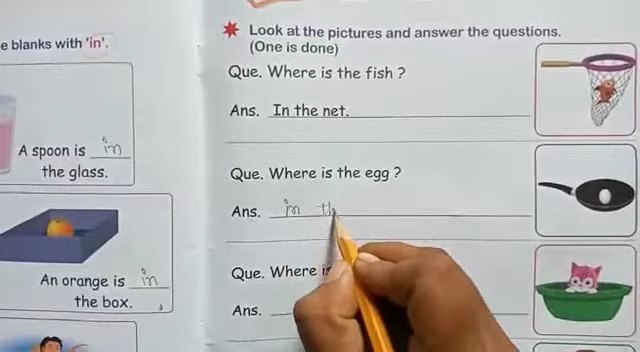 e blanks with 'in'.
A spoon is in
the glass.
An orange is in
the box.
Look at the pictures and answer the questions.
(One is done)
Que. Where is the fish ?
Ans. In the net.
Que. Where is the egg ?
Ans. in th
Que. Where is
Ans.